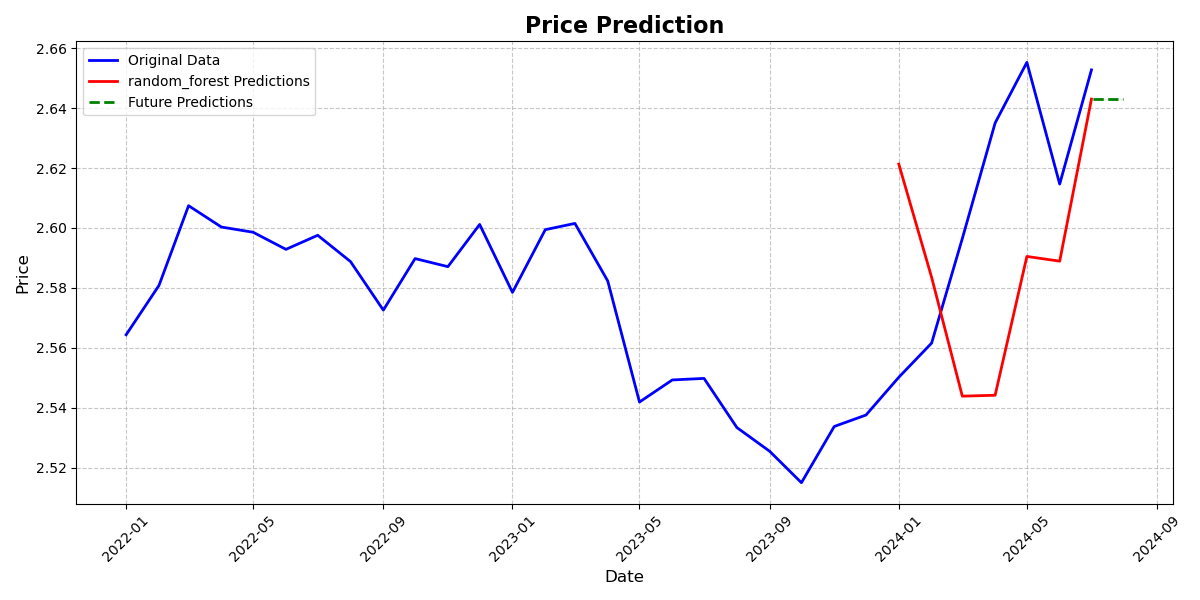 Price Prediction
Original Data
random_forest Predictions
Future Predictions
Price
2.66
2.64
2.62
2.60
2.58
2.56
2.54
2.52
2022-01
2022-05
2022-09
2023-01
2023-05
2023-09
2024-01
2024-05
2024-09
Date